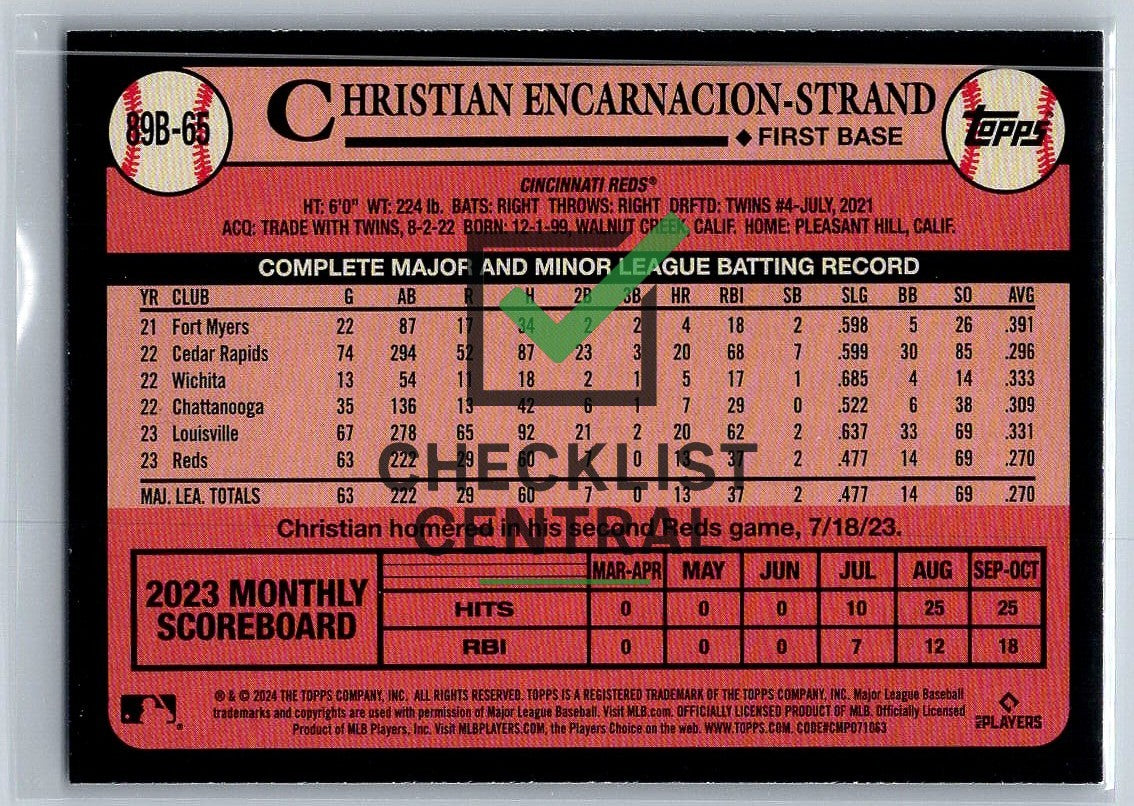 89B-65
CHRISTIAN ENCARNACION-STRAND
♦ FIRST BASE
Topps
CINCINNATI REDS®
HT: 6'0" WT: 224 lb. BATS: RIGHT THROWS: RIGHT DRFTD: TWINS #4-JULY, 2021
ACQ: TRADE WITH TWINS, 8-2-22 BORN: 12-1-99, WALNUT CREEK, CALIF. HOME: PLEASANT HILL, CALIF.
COMPLETE MAJOR AND MINOR LEAGUE BATTING RECORD
YR CLUB G AB R H 2B 3B HR RBI SB SLG BB SO AVG
21 Fort Myers 22 87 17 34 2 2 4 18 2 .598 5 26 .391
22 Cedar Rapids 74 294 52 87 23 3 20 68 7 .599 30 85 .296
22 Wichita 13 54 11 18 2 1 5 17 1 .685 4 14 .333
22 Chattanooga 35 136 13 42 6 1 7 29 0 .522 6 38 .309
23 Louisville 67 278 65 92 21 2 20 62 2 .637 33 69 .331
23 Reds 63 222 29 60 7 0 13 37 2 .477 14 69 .270
MAJ. LEA. TOTALS 63 222 29 60 7 0 13 37 2 .477 14 69 .270
CHECKLIST
CENTRAL
Christian homered in his second Reds game, 7/18/23.
2023 MONTHLY
SCOREBOARD
MAR-APR MAY JUN JUL AUG SEP-OCT
HITS 0 0 0 10 25 25
RBI 0 0 0 7 12 18
® & © 2024 THE TOPPS COMPANY, INC. ALL RIGHTS RESERVED. TOPPS IS A REGISTERED TRADEMARK OF THE TOPPS COMPANY, INC. Major League Baseball
trademarks and copyrights are used with permission of Major League Baseball. Visit MLB.com. OFFICIALLY LICENSED PRODUCT OF MLB. Officially Licensed
Product of MLB Players, Inc. Visit MLBPLAYERS.COM, the Players Choice on the web. WWW.TOPPS.COM. CODE#CMP071063
MLB PLAYERS